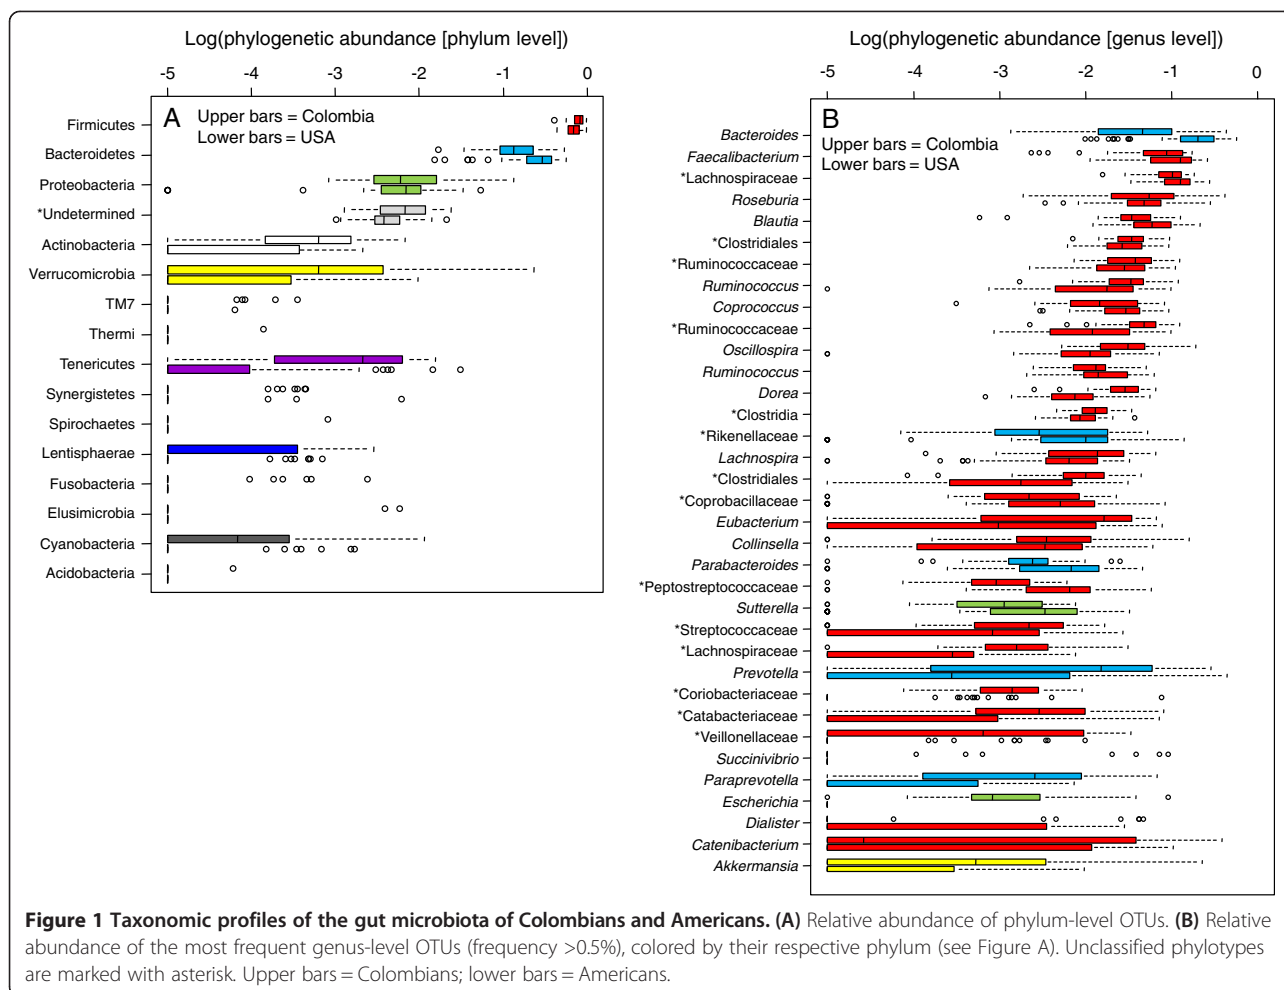 Log(phylogenetic abundance [phylum level])
-5 -4 -3 -2 -1 0
A
Upper bars = Colombia
Lower bars = USA
Firmicutes
Bacteroidetes
Proteobacteria
*Undetermined
Actinobacteria
Verrucomicrobia
TM7
Thermi
Tenericutes
Synergistetes
Spirochaetes
Lentisphaerae
Fusobacteria
Elusimicrobia
Cyanobacteria
Acidobacteria
Log(phylogenetic abundance [genus level])
-5 -4 -3 -2 -1 0
B
Upper bars = Colombia
Lower bars = USA
Bacteroides
Faecalibacterium
*Lachnospiraceae
Roseburia
Blautia
*Clostridiales
*Ruminococcaceae
Ruminococcus
Coprococcus
*Ruminococcaceae
Oscillospira
Ruminococcus
Dorea
*Clostridia
*Rikenellaceae
Lachnospira
*Clostridiales
*Coprobacillaceae
Eubacterium
Collinsella
Parabacteroides
*Peptostreptococcaceae
Sutterella
*Streptococcaceae
*Lachnospiraceae
Prevotella
*Coriobacteriaceae
*Catabacteriaceae
*Veillonellaceae
Succinivibrio
Paraprevotella
Escherichia
Dialister
Catenibacterium
Akkermansia
Figure 1 Taxonomic profiles of the gut microbiota of Colombians and Americans. (A) Relative abundance of phylum-level OTUs. (B) Relative
abundance of the most frequent genus-level OTUs (frequency >0.5%), colored by their respective phylum (see Figure A). Unclassified phylotypes
are marked with asterisk. Upper bars = Colombians; lower bars = Americans.